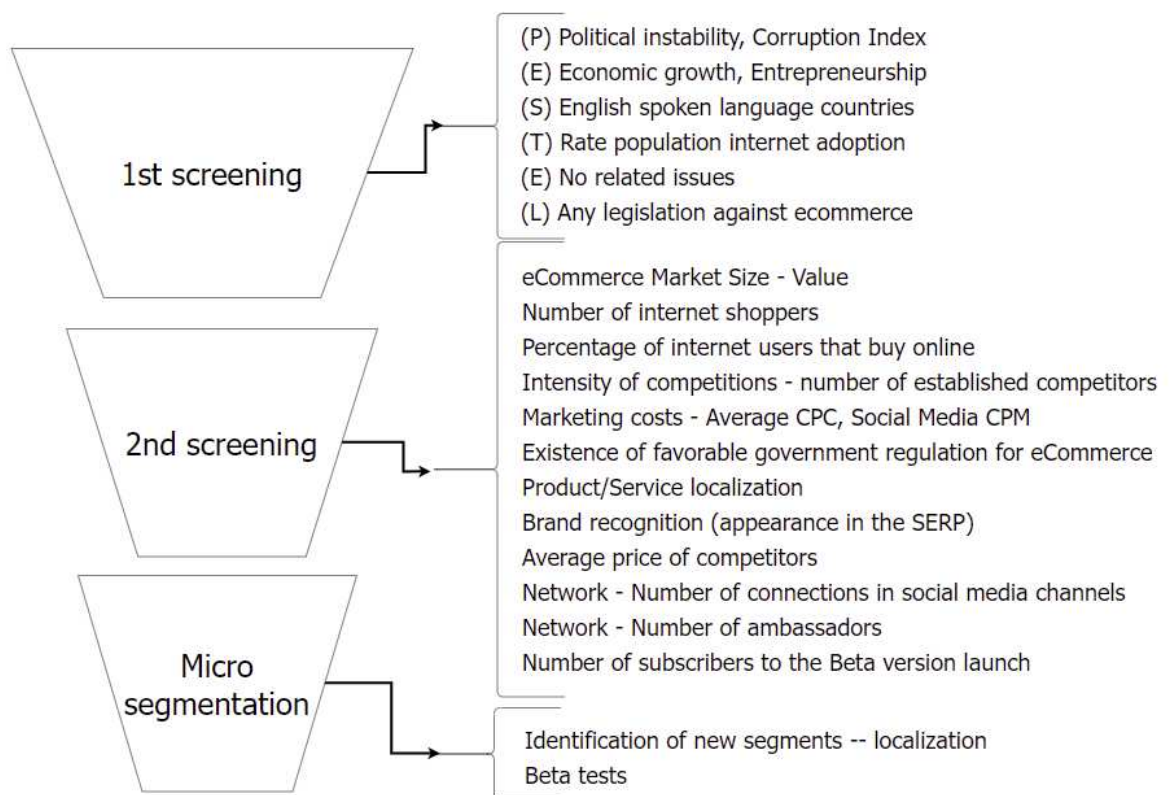 1st screening
(P) Political instability, Corruption Index
(E) Economic growth, Entrepreneurship
(S) English spoken language countries
(T) Rate population internet adoption
(E) No related issues
(L) Any legislation against ecommerce
2nd screening
eCommerce Market Size - Value
Number of internet shoppers
Percentage of internet users that buy online
Intensity of competitions - number of established competitors
Marketing costs - Average CPC, Social Media CPM
Existence of favorable government regulation for eCommerce
Product/Service localization
Brand recognition (appearance in the SERP)
Average price of competitors
Network - Number of connections in social media channels
Network - Number of ambassadors
Number of subscribers to the Beta version launch
Micro
segmentation
Identification of new segments -- localization
Beta tests